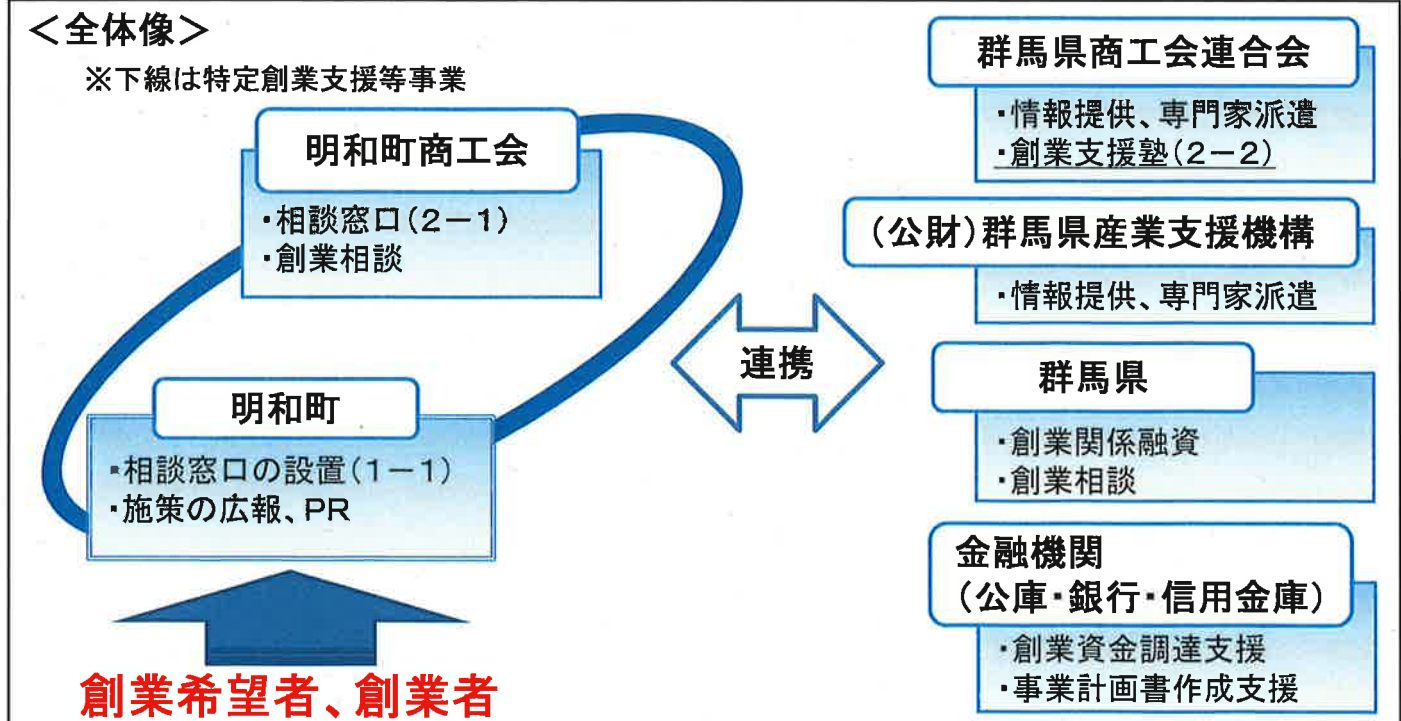 ＜全体像＞
※下線は特定創業支援等事業
明和町商工会
・相談窓口（２－１）
・創業相談
明和町
・相談窓口の設置（１－１）
・施策の広報、PR
創業希望者、創業者
連携
群馬県商工会連合会
・情報提供、専門家派遣
・創業支援塾（２－２）
（公財）群馬県産業支援機構
・情報提供、専門家派遣
群馬県
・創業関係融資
・創業相談
金融機関
（公庫・銀行・信用金庫）
・創業資金調達支援
・事業計画書作成支援